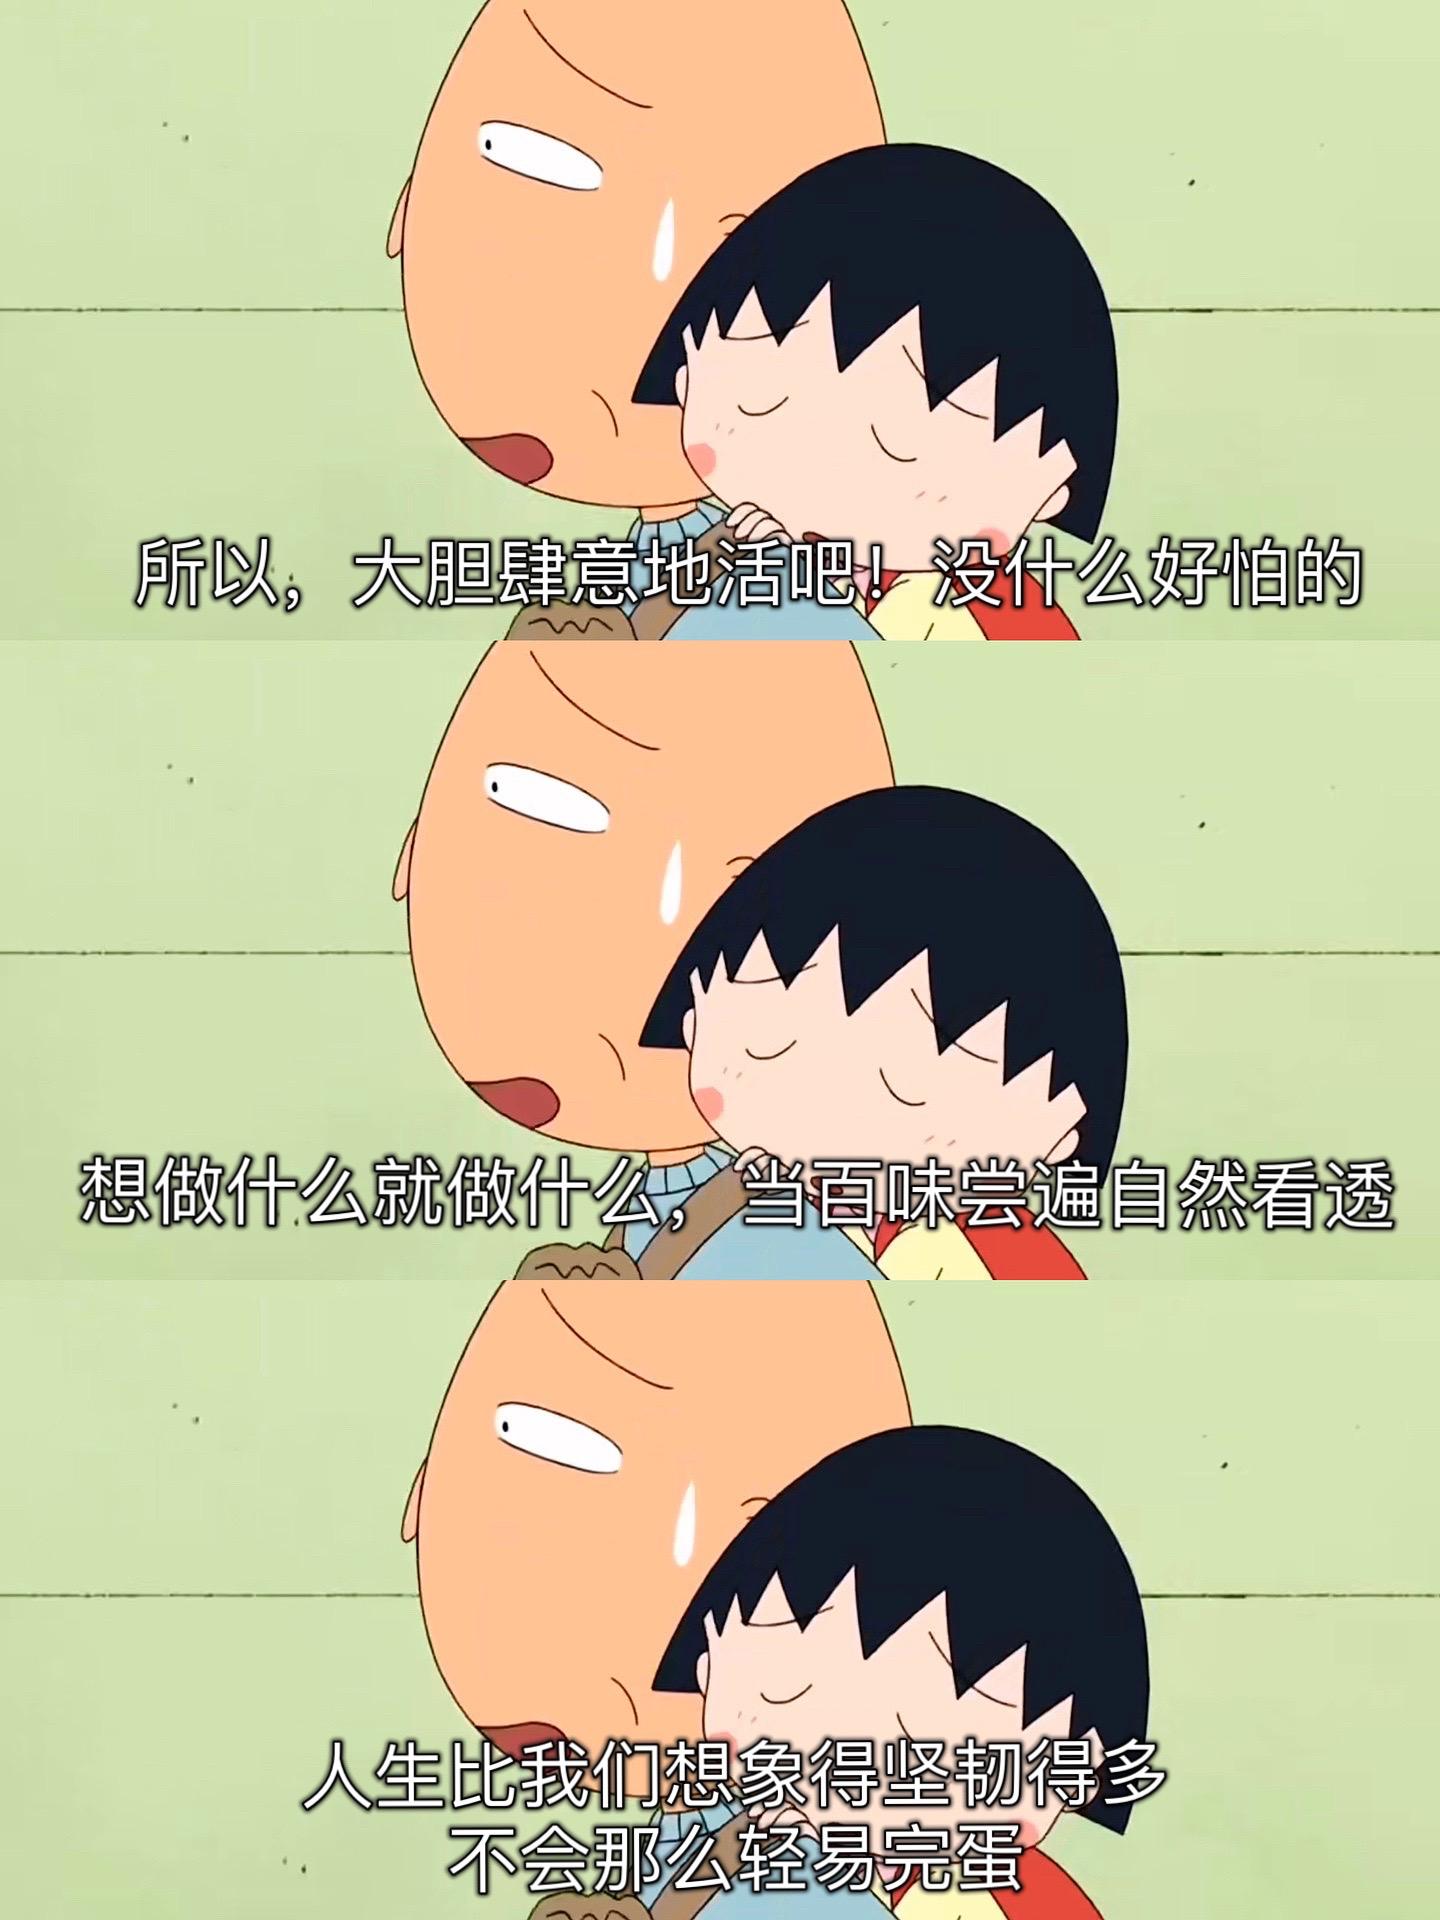 所以，大胆肆意地活吧！没什么好怕的
想做什么就做什么，当百味尝遍自然看透
人生比我们想象得坚韧得多
不会那么轻易完蛋